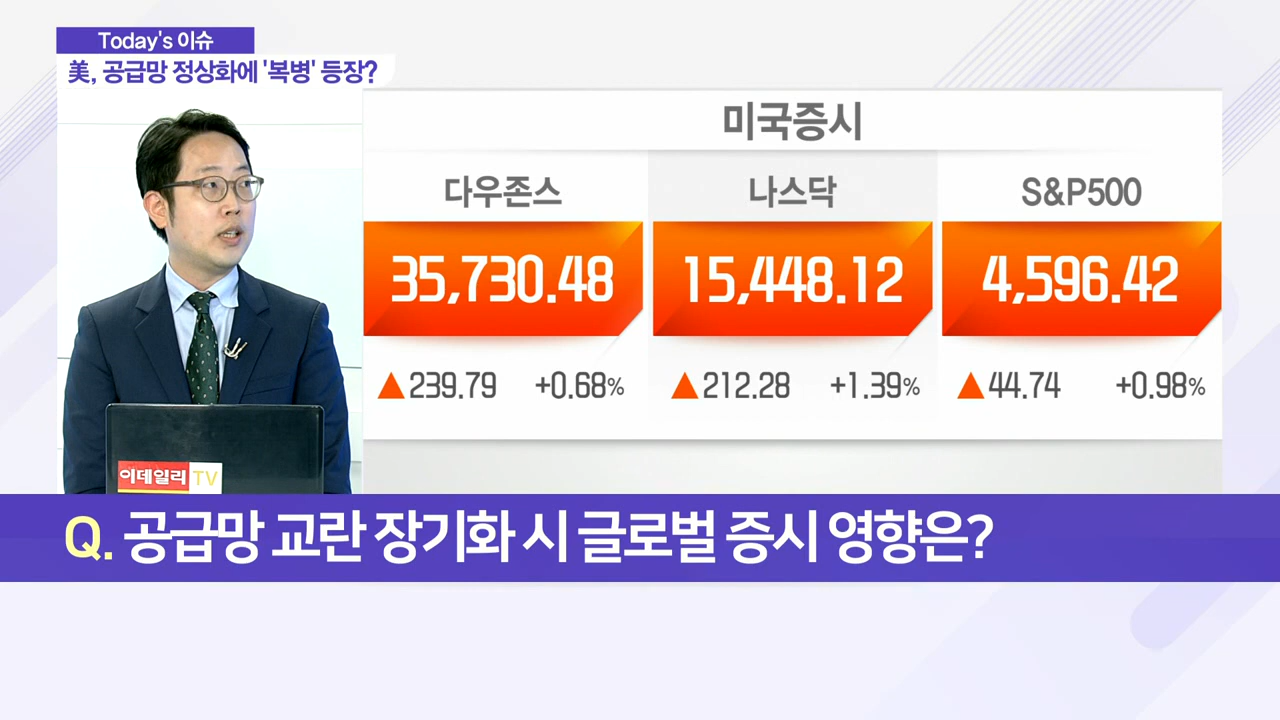 Today's 이슈
美, 공급망 정상화에 '복병' 등장?
미국증시
다우존스 나스닥 S&P500
35,730.48 15,448.12 4,596.42
▲239.79 +0.68% ▲212.28 +1.39% ▲44.74 +0.98%
이데일리 TV
Q. 공급망 교란 장기화 시 글로벌 증시 영향은?